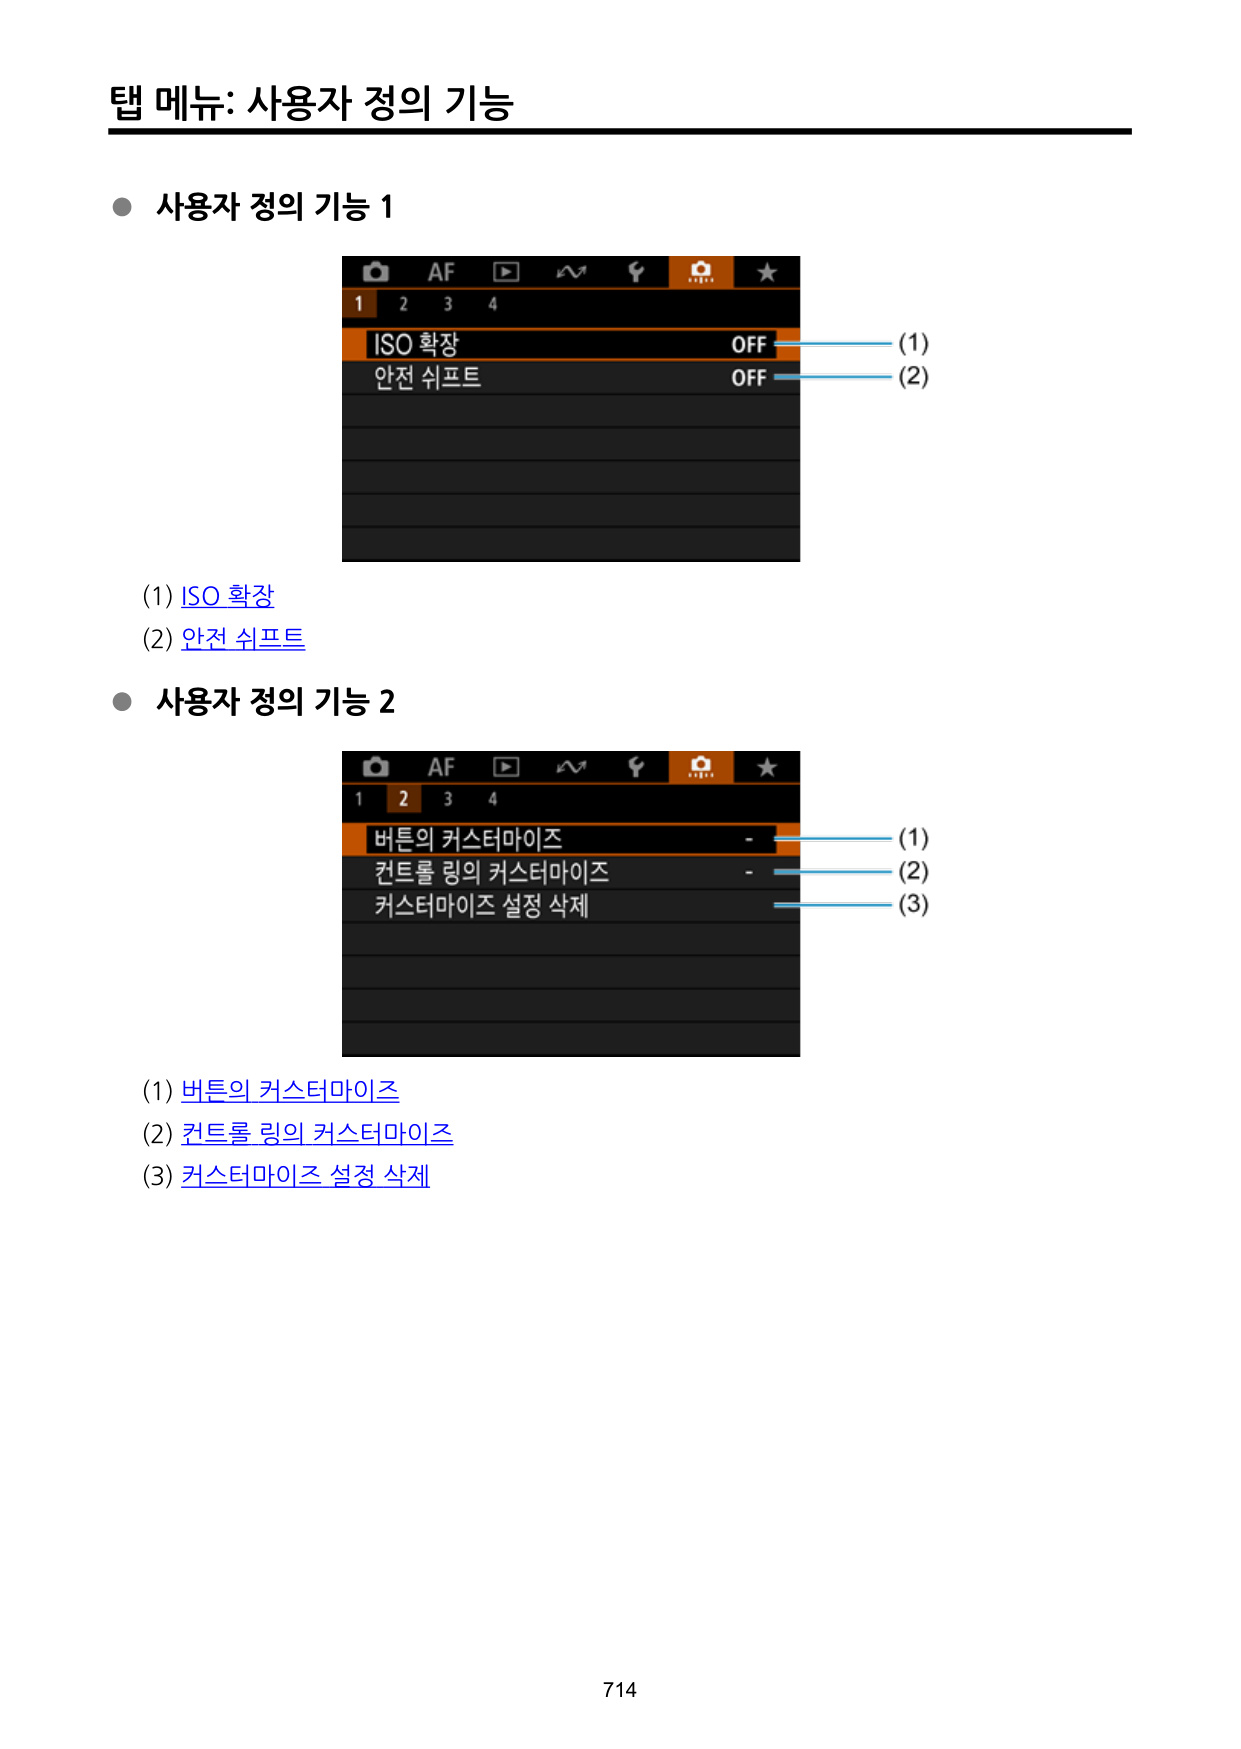 탭 메뉴: 사용자 정의 기능
사용자 정의 기능 1
AF
1 2 3 4
ISO 확장 OFF (1)
안전 쉬프트 OFF (2)
(1) ISO 확장
(2) 안전 쉬프트
사용자 정의 기능 2
AF
1 2 3 4
버튼의 커스터마이즈 - (1)
컨트롤 링의 커스터마이즈 - (2)
커스터마이즈 설정 삭제 (3)
(1) 버튼의 커스터마이즈
(2) 컨트롤 링의 커스터마이즈
(3) 커스터마이즈 설정 삭제
714